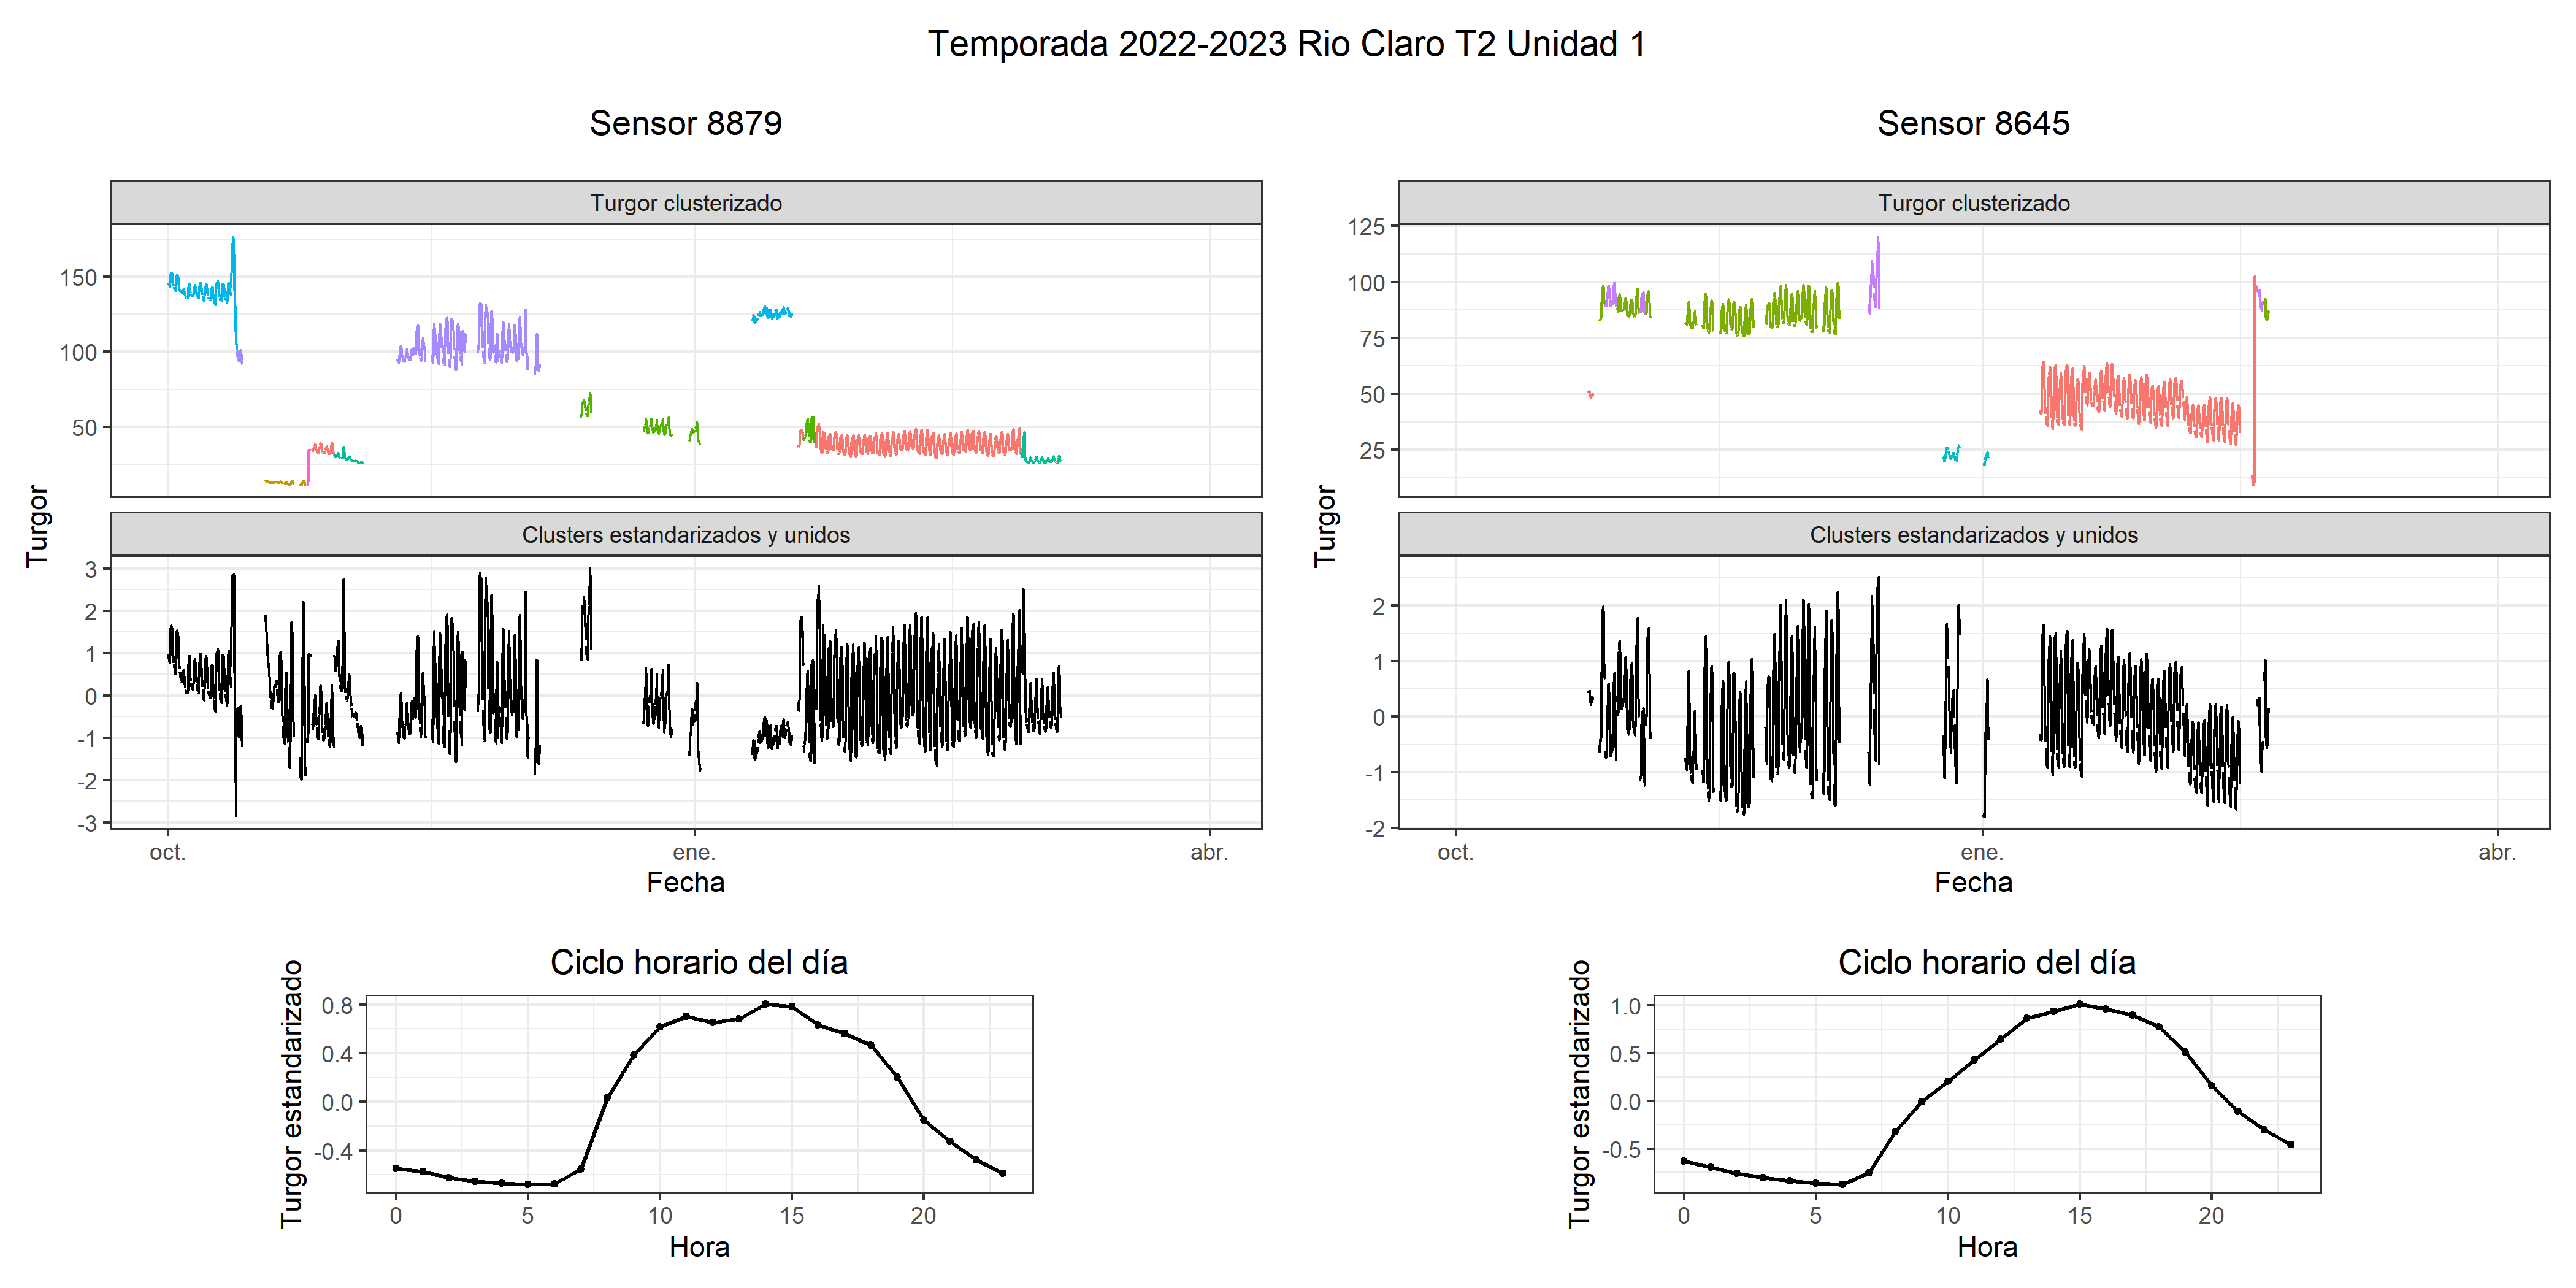 Temporada 2022-2023 Rio Claro T2 Unidad 1
Sensor 8879
Turgor clusterizado
150
100
50
Clusters estandarizados y unidos
3
2
1
0
-1
-2
-3
Turgor
oct.
ene.
abr.
Fecha
Ciclo horario del día
Turgor estandarizado
0.8
0.4
0.0
-0.4
0
5
10
15
20
Hora
Sensor 8645
Turgor clusterizado
125
100
75
50
25
Clusters estandarizados y unidos
2
1
0
-1
-2
Turgor
oct.
ene.
abr.
Fecha
Ciclo horario del día
Turgor estandarizado
1.0
0.5
0.0
-0.5
0
5
10
15
20
Hora